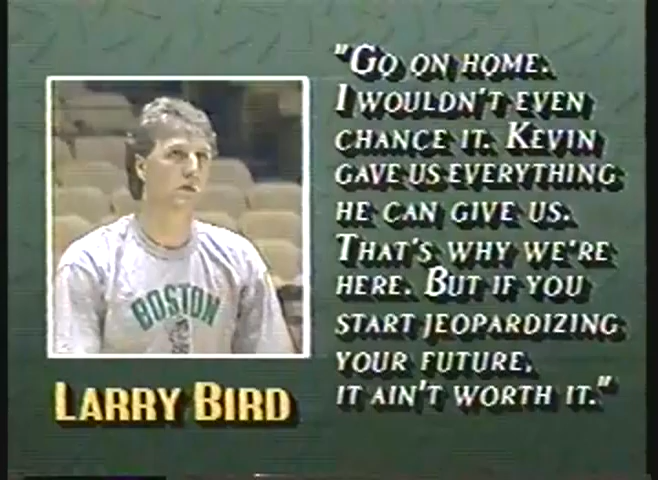 "Go on home.
I wouldn't even
chance it. Kevin
gave us everything
he can give us.
That's why we're
here. But if you
start jeopardizing
your future,
it ain't worth it."
BOSTON
Larry Bird